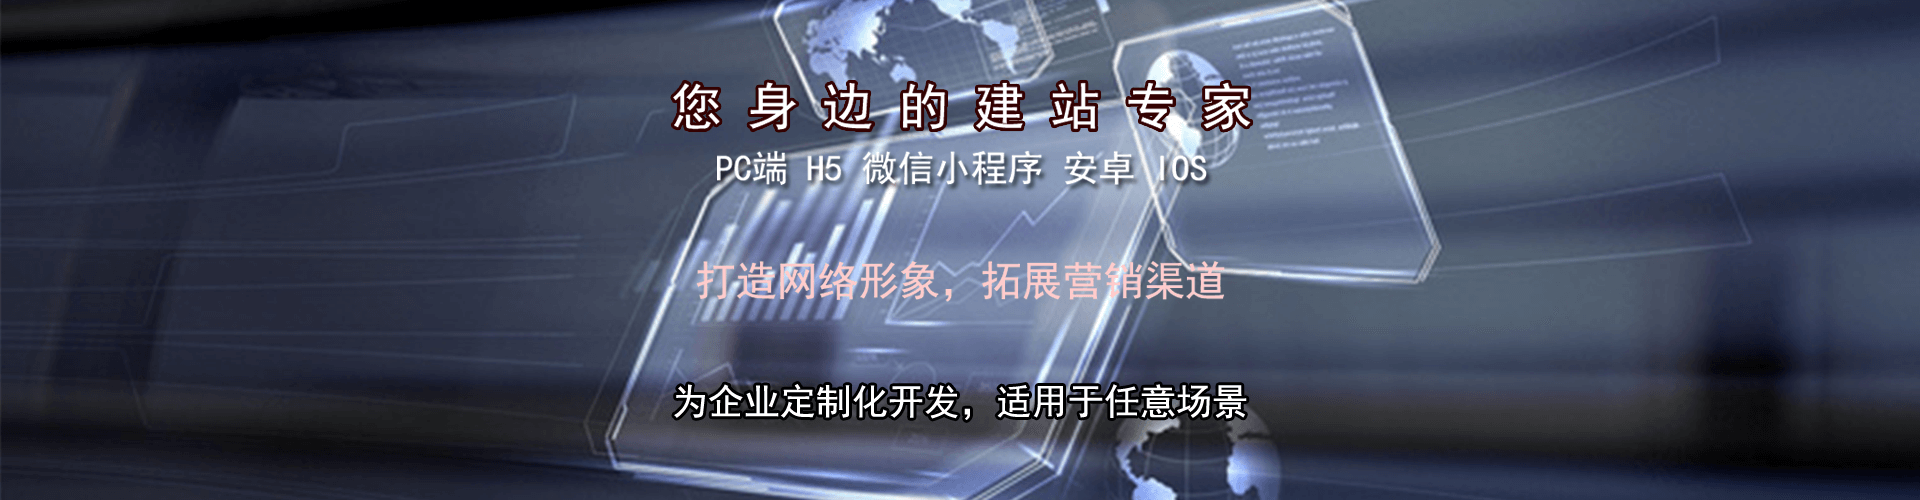 您身边的建站专家
PC端 H5 微信小程序 安卓 IOS
打造网络形象，拓展营销渠道
为企业定制化开发，适用于任意场景